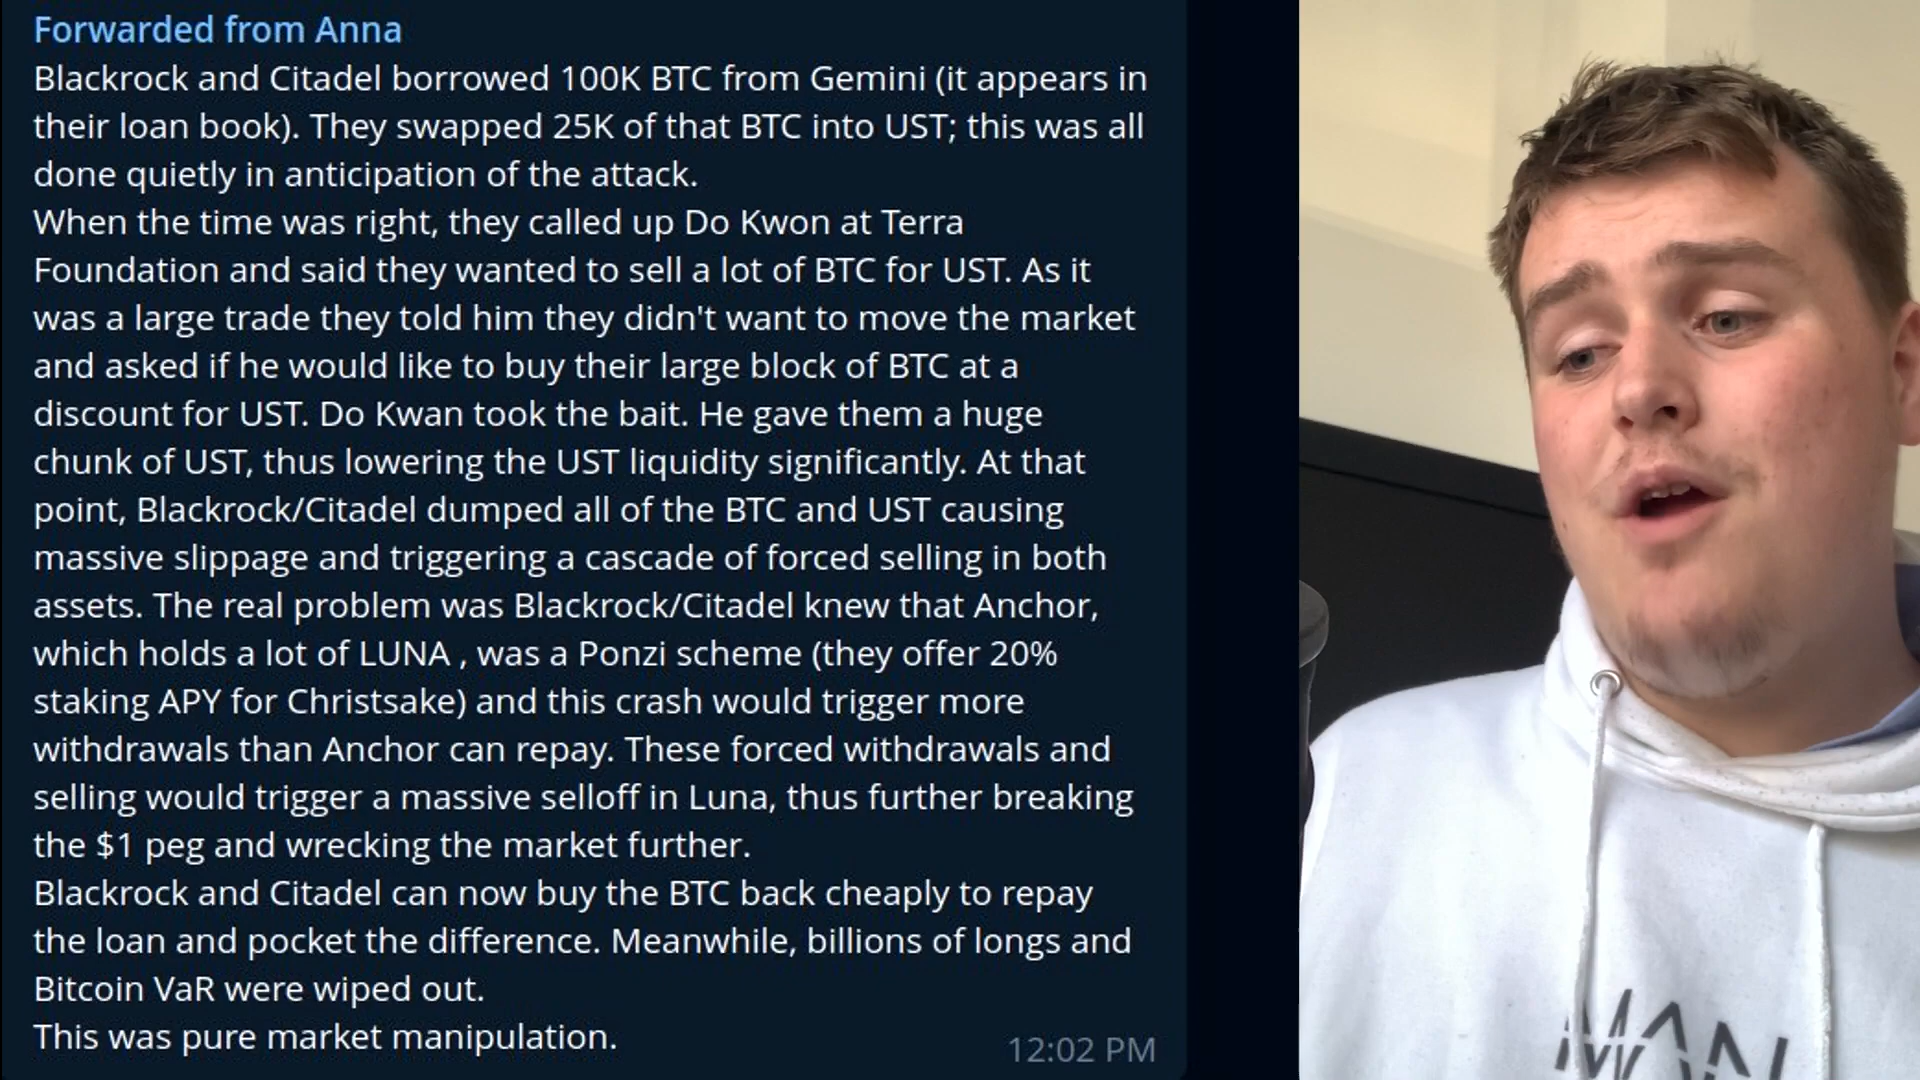 Forwarded from Anna
Blackrock and Citadel borrowed 100K BTC from Gemini (it appears in
their loan book). They swapped 25K of that BTC into UST; this was all
done quietly in anticipation of the attack.
When the time was right, they called up Do Kwon at Terra
Foundation and said they wanted to sell a lot of BTC for UST. As it
was a large trade they told him they didn't want to move the market
and asked if he would like to buy their large block of BTC at a
discount for UST. Do Kwan took the bait. He gave them a huge
chunk of UST, thus lowering the UST liquidity significantly. At that
point, Blackrock/Citadel dumped all of the BTC and UST causing
massive slippage and triggering a cascade of forced selling in both
assets. The real problem was Blackrock/Citadel knew that Anchor,
which holds a lot of LUNA , was a Ponzi scheme (they offer 20%
staking APY for Christsake) and this crash would trigger more
withdrawals than Anchor can repay. These forced withdrawals and
selling would trigger a massive selloff in Luna, thus further breaking
the $1 peg and wrecking the market further.
Blackrock and Citadel can now buy the BTC back cheaply to repay
the loan and pocket the difference. Meanwhile, billions of longs and
Bitcoin VaR were wiped out.
This was pure market manipulation.
12:02 PM